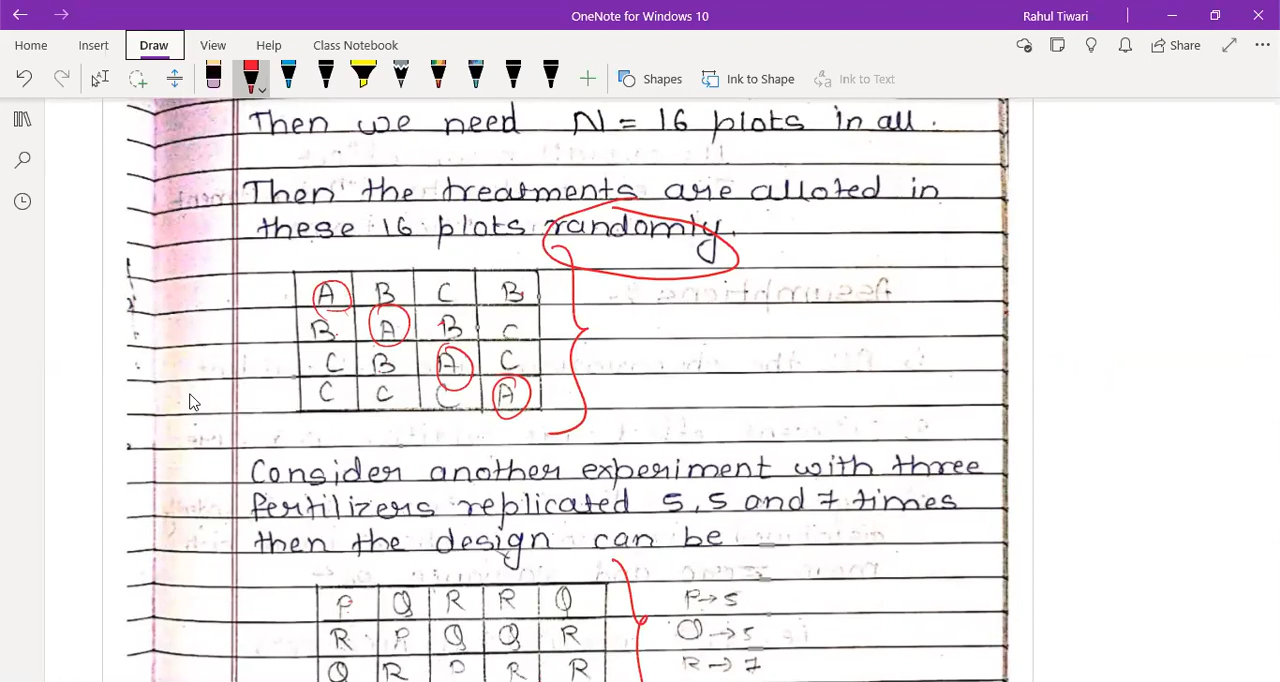 OneNote for Windows 10
Rahul Tiwari
Home Insert Draw View Help Class Notebook
Share
Shapes Ink to Shape Ink to Text
Then we need N = 16 plots in all.
Then the treatments are alloted in
these 16 plots randomly.
A B C B
B A B C
C B A C
C C C A
Consider another experiment with three
fertilizers replicated 5, 5 and 7 times
then the design can be
P Q R R Q
P→5
R P Q Q R
Q→5
Q R P R R
R→7